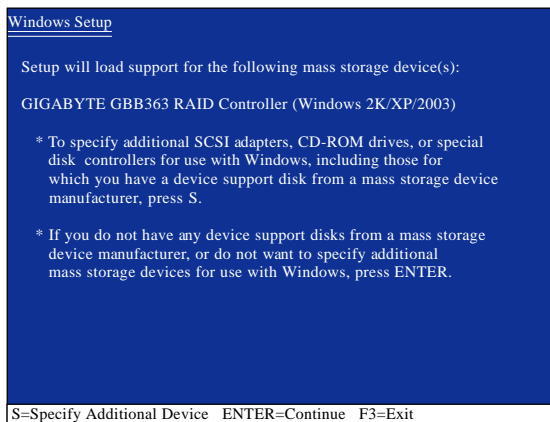 Windows Setup
Setup will load support for the following mass storage device(s):
GIGABYTE GBB363 RAID Controller (Windows 2K/XP/2003)
* To specify additional SCSI adapters, CD-ROM drives, or special
disk controllers for use with Windows, including those for
which you have a device support disk from a mass storage device
manufacturer, press S.
* If you do not have any device support disks from a mass storage
device manufacturer, or do not want to specify additional
mass storage devices for use with Windows, press ENTER.
S=Specify Additional Device ENTER=Continue F3=Exit